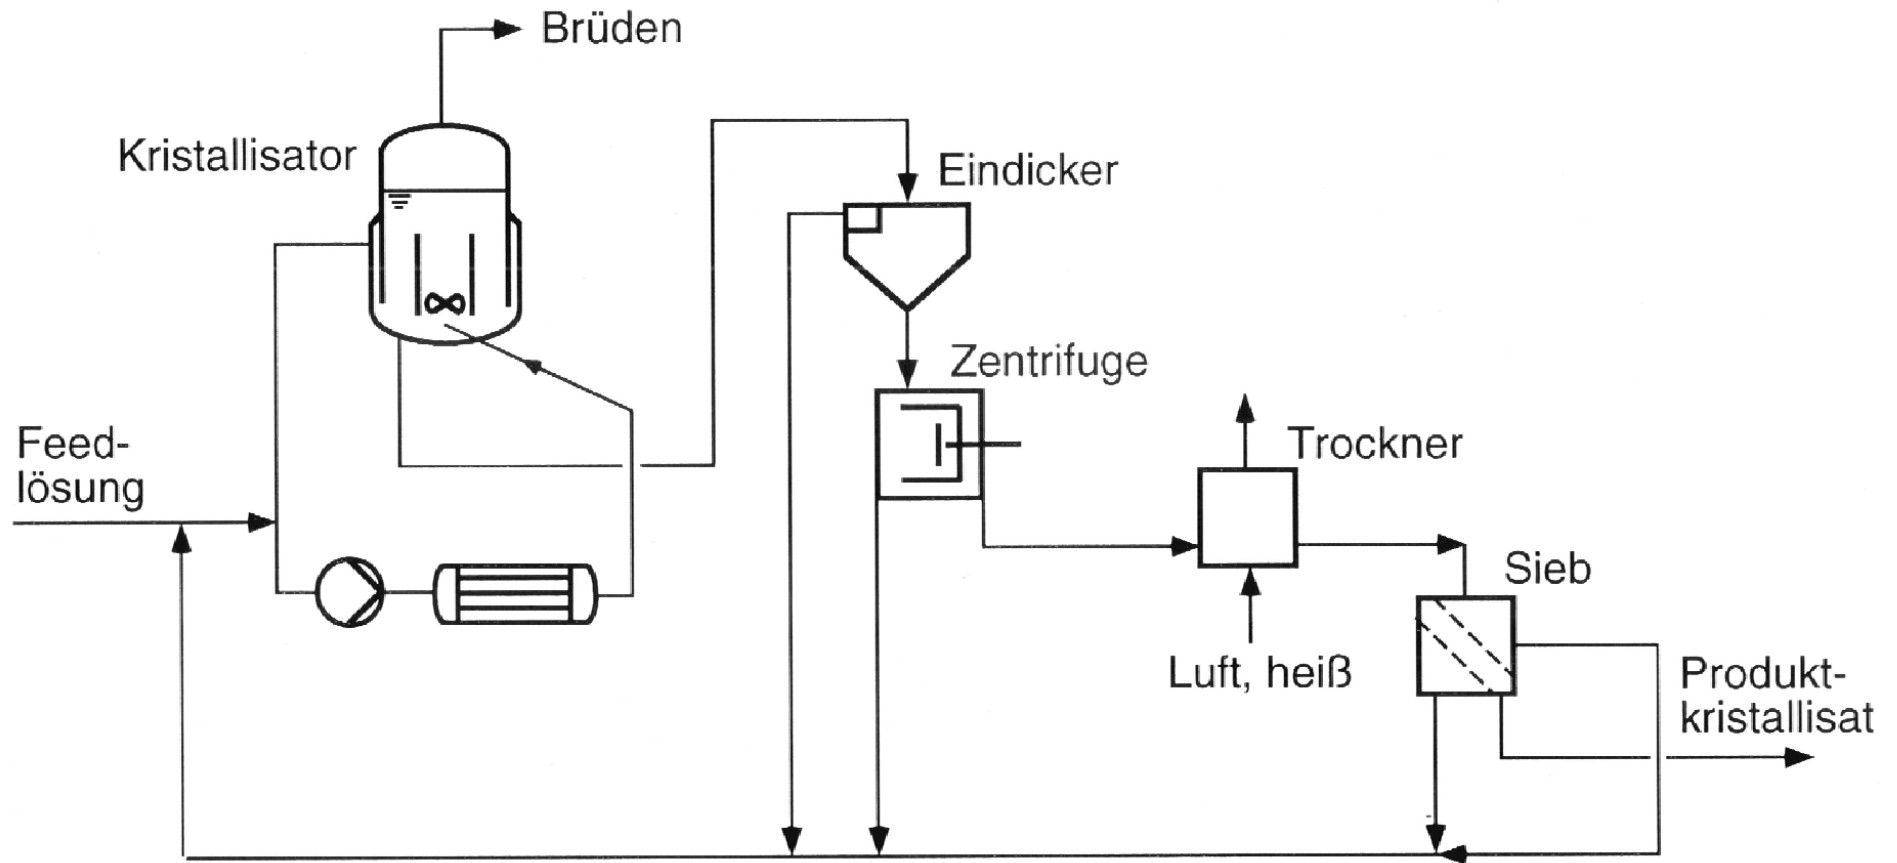 Brüden
Kristallisator
Eindicker
Zentrifuge
Feed-
lösung
Trockner
Sieb
Luft, heiß
Produkt-
kristallisat